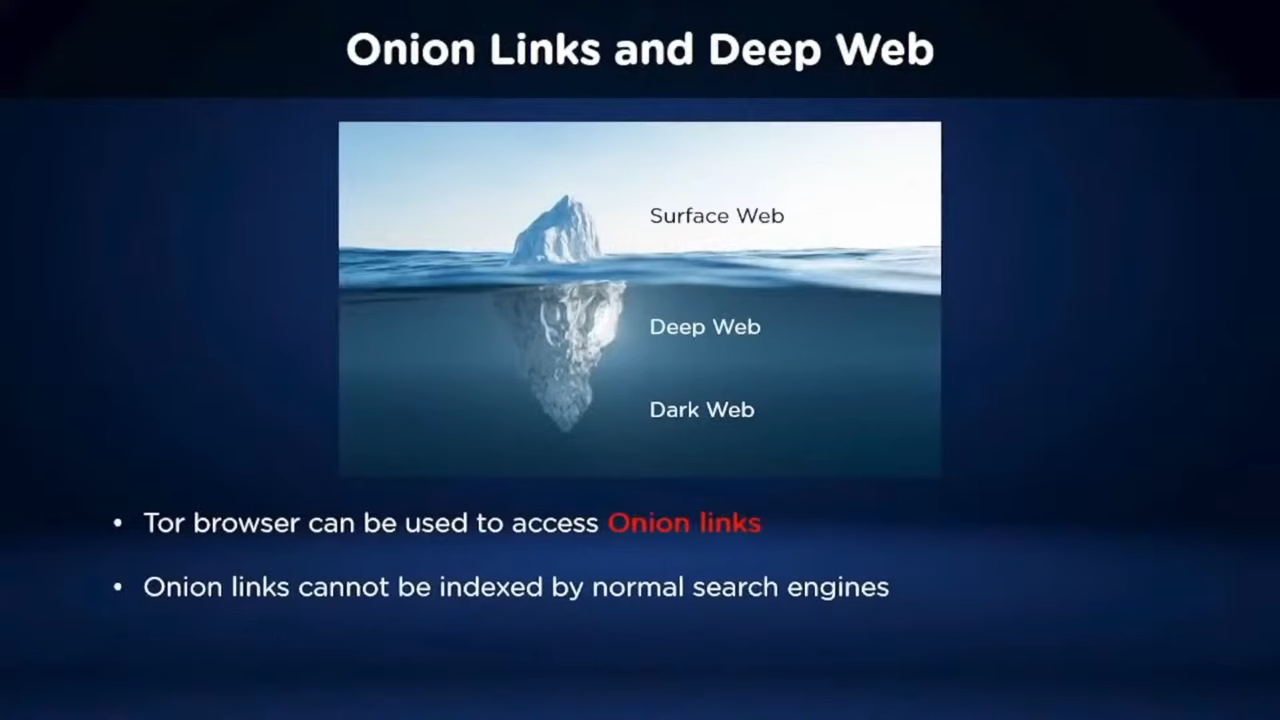 Onion Links and Deep Web
Surface Web
Deep Web
Dark Web
• Tor browser can be used to access Onion links
• Onion links cannot be indexed by normal search engines